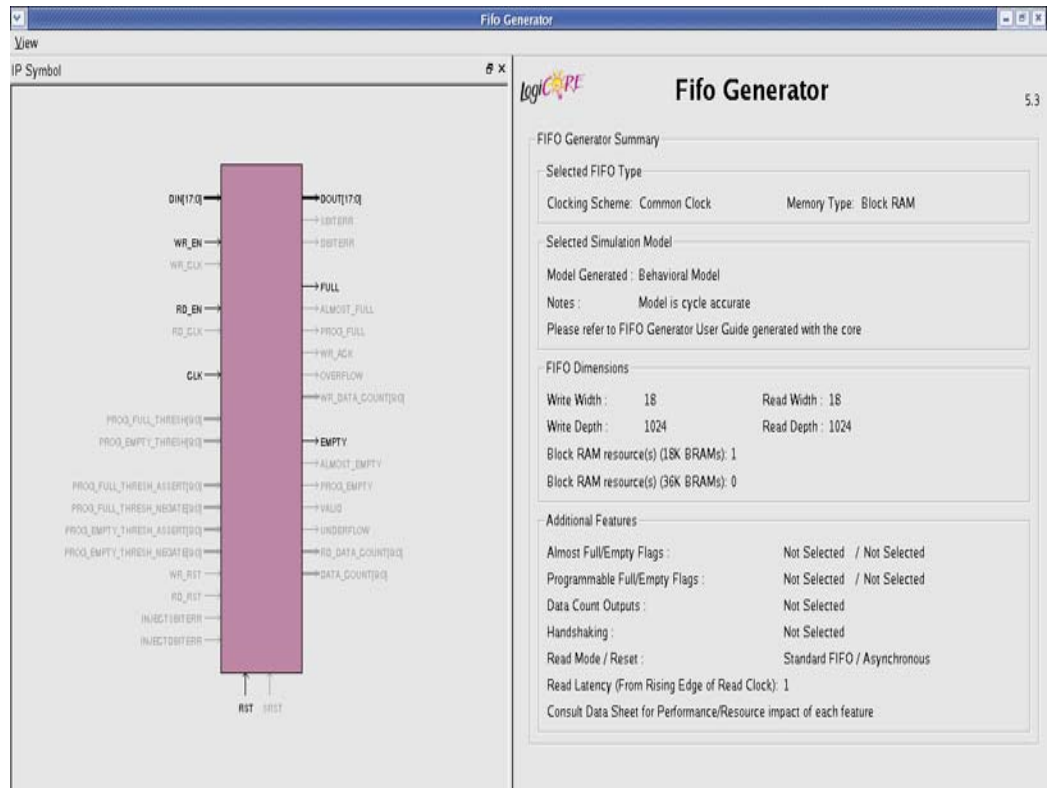 Fifo Generator
View
IP Symbol
DIN[17:0]
WR_EN
WR_CLK
RD_EN
RD_CLK
CLK
PROG_FULL_THRESH[9:0]
PROG_EMPTY_THRESH[9:0]
PROG_FULL_THRESH_ASSERT[9:0]
PROG_FULL_THRESH_NEGATE[9:0]
PROG_EMPTY_THRESH_ASSERT[9:0]
PROG_EMPTY_THRESH_NEGATE[9:0]
WR_RST
RD_RST
INJECTSBITERR
INJECTDBITERR
DOUT[17:0]
SBITERR
DBITERR
FULL
ALMOST_FULL
PROG_FULL
WR_ACK
OVERFLOW
WR_DATA_COUNT[9:0]
EMPTY
ALMOST_EMPTY
PROG_EMPTY
VALID
UNDERFLOW
RD_DATA_COUNT[9:0]
DATA_COUNT[9:0]
RST SRST
LogiCORE
Fifo Generator
5.3
FIFO Generator Summary
Selected FIFO Type
Clocking Scheme: Common Clock Memory Type: Block RAM
Selected Simulation Model
Model Generated : Behavioral Model
Notes : Model is cycle accurate
Please refer to FIFO Generator User Guide generated with the core
FIFO Dimensions
Write Width : 18 Read Width : 18
Write Depth : 1024 Read Depth : 1024
Block RAM resource(s) (18K BRAMs): 1
Block RAM resource(s) (36K BRAMs): 0
Additional Features
Almost Full/Empty Flags : Not Selected / Not Selected
Programmable Full/Empty Flags : Not Selected / Not Selected
Data Count Outputs : Not Selected
Handshaking : Not Selected
Read Mode / Reset : Standard FIFO / Asynchronous
Read Latency (From Rising Edge of Read Clock): 1
Consult Data Sheet for Performance/Resource impact of each feature